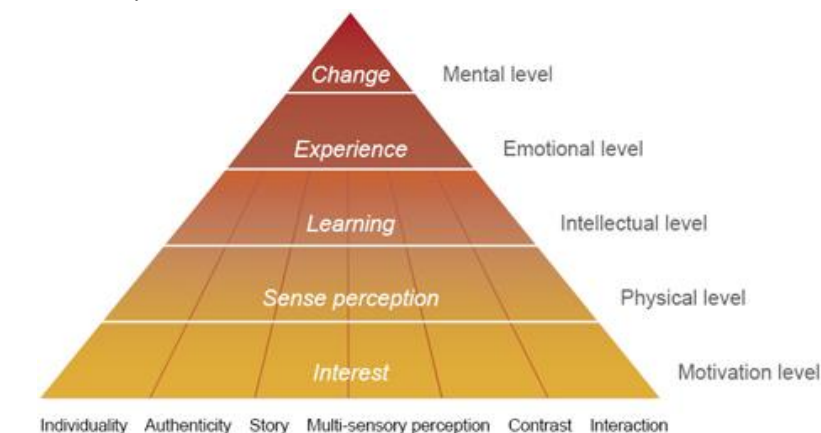 Change Mental level
Experience Emotional level
Learning Intellectual level
Sense perception Physical level
Interest Motivation level
Individuality Authenticity Story Multi-sensory perception Contrast Interaction